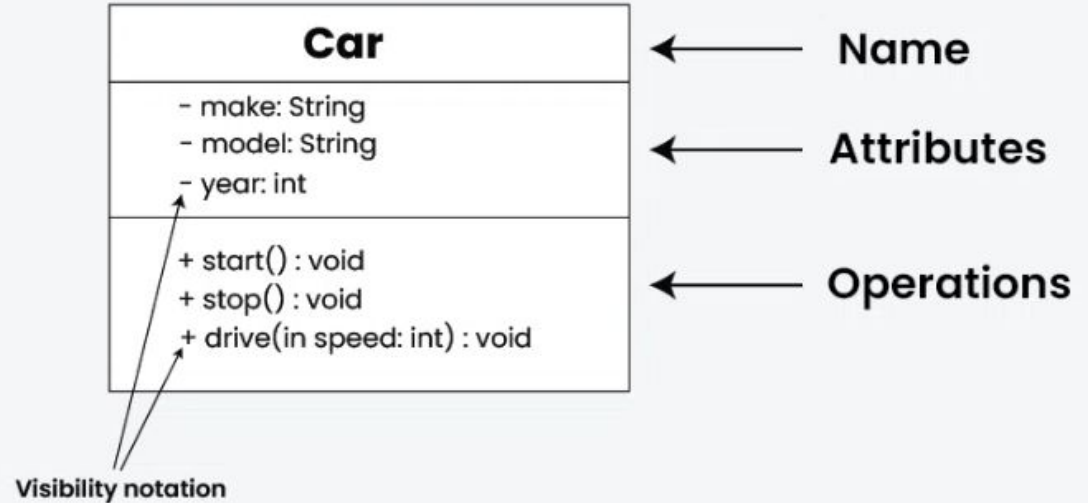 Car
Name
- make: String
- model: String
- year: int
Attributes
+ start() : void
+ stop() : void
+ drive(in speed: int) : void
Operations
Visibility notation